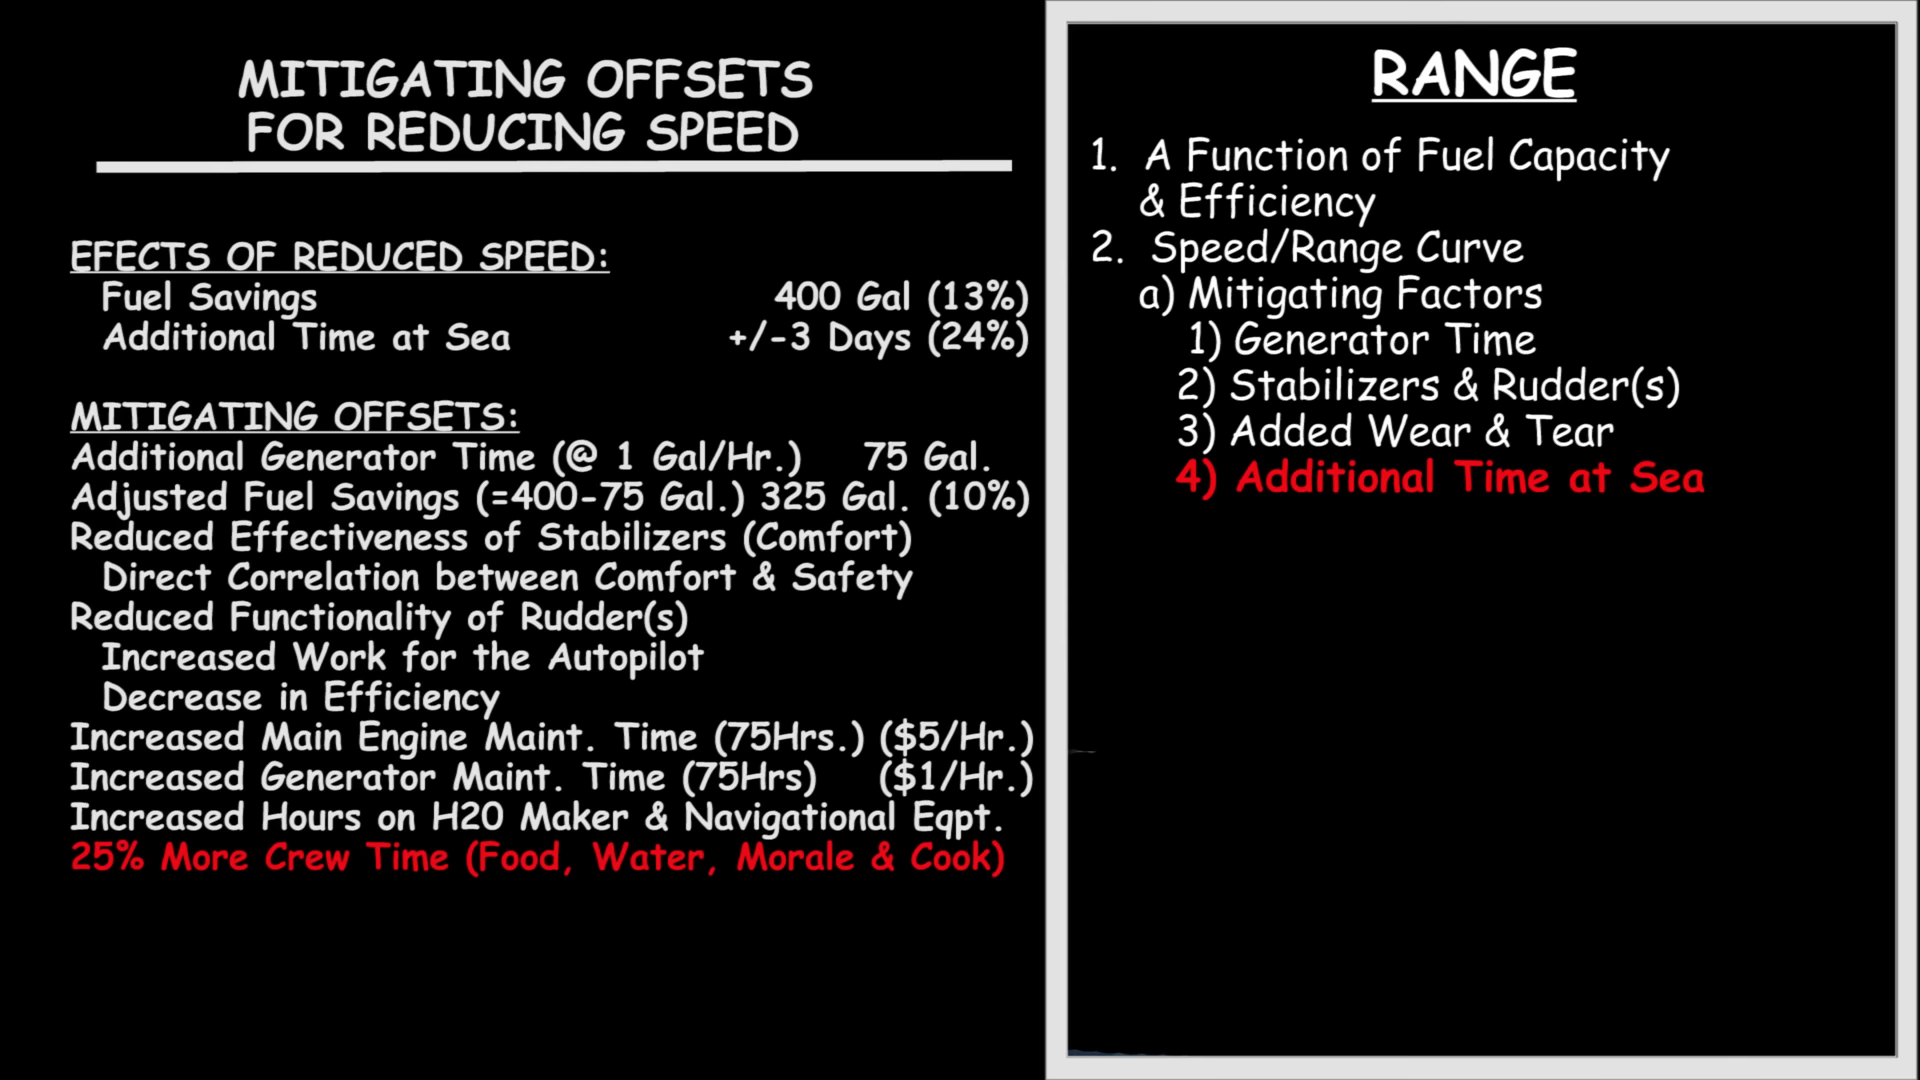 MITIGATING OFFSETS
FOR REDUCING SPEED
EFECTS OF REDUCED SPEED:
Fuel Savings 400 Gal (13%)
Additional Time at Sea +/-3 Days (24%)
MITIGATING OFFSETS:
Additional Generator Time (@ 1 Gal/Hr.) 75 Gal.
Adjusted Fuel Savings (=400-75 Gal.) 325 Gal. (10%)
Reduced Effectiveness of Stabilizers (Comfort)
Direct Correlation between Comfort & Safety
Reduced Functionality of Rudder(s)
Increased Work for the Autopilot
Decrease in Efficiency
Increased Main Engine Maint. Time (75Hrs.) ($5/Hr.)
Increased Generator Maint. Time (75Hrs) ($1/Hr.)
Increased Hours on H20 Maker & Navigational Eqpt.
25% More Crew Time (Food, Water, Morale & Cook)
RANGE
1. A Function of Fuel Capacity
& Efficiency
2. Speed/Range Curve
a) Mitigating Factors
1) Generator Time
2) Stabilizers & Rudder(s)
3) Added Wear & Tear
4) Additional Time at Sea